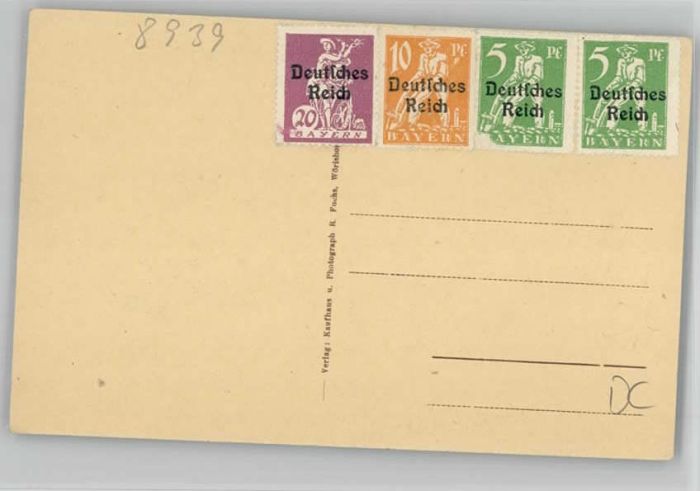 8939
Deutſches
Reich
20
BAYERN
10 Pf.
Deutſches
Reich
BAYERN
5 Pf.
Deutſches
Reich
BAYERN
5 Pf.
Deutſches
Reich
BAYERN
Verlag: Kaufhaus u. Photograph R. Fuchs, Wörishof
DC